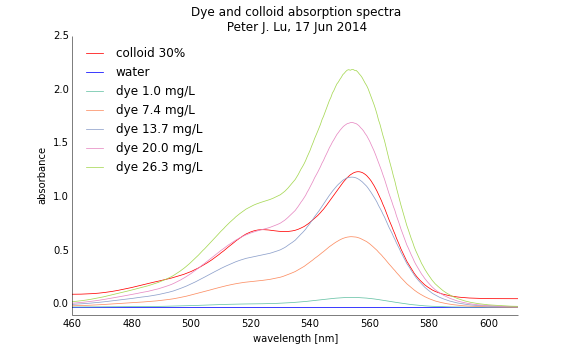 Dye and colloid absorption spectra
Peter J. Lu, 17 Jun 2014
2.5
2.0
1.5
1.0
0.5
0.0
absorbance
colloid 30%
water
dye 1.0 mg/L
dye 7.4 mg/L
dye 13.7 mg/L
dye 20.0 mg/L
dye 26.3 mg/L
460 480 500 520 540 560 580 600
wavelength [nm]